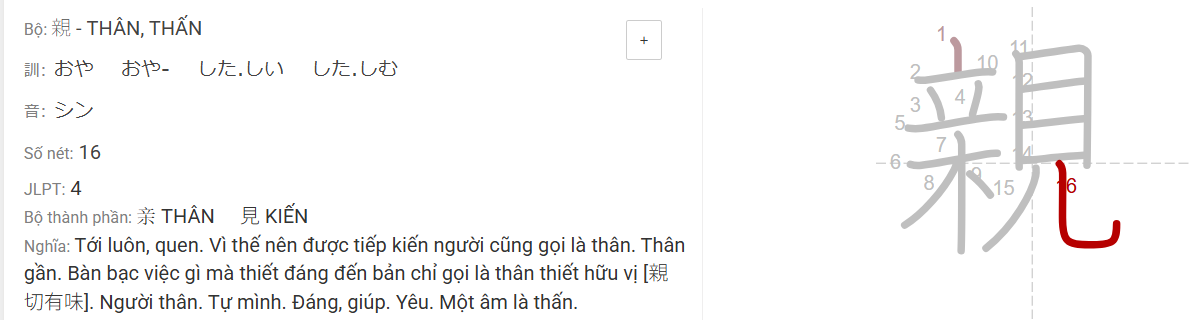 Bộ: 親 - THÂN, THẤN
+
訓: おや おや- した.しい した.しむ
音: シン
Số nét: 16
JLPT: 4
Bộ thành phần: 亲 THÂN 見 KIẾN
Nghĩa: Tới luôn, quen. Vì thế nên được tiếp kiến người cũng gọi là thân. Thân
gần. Bàn bạc việc gì mà thiết đáng đến bản chỉ gọi là thân thiết hữu vị [親
切有味]. Người thân. Tự mình. Đáng, giúp. Yêu. Một âm là thấn.
親
1
2
3
4
5
6
7
8
9
10
11
12
13
14
15
16